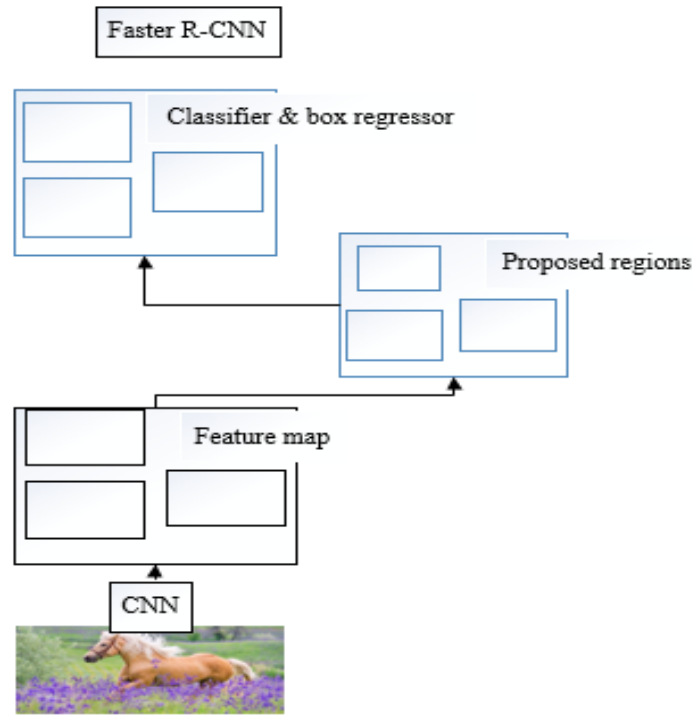 Faster R-CNN
Classifier & box regressor
Proposed regions
Feature map
CNN